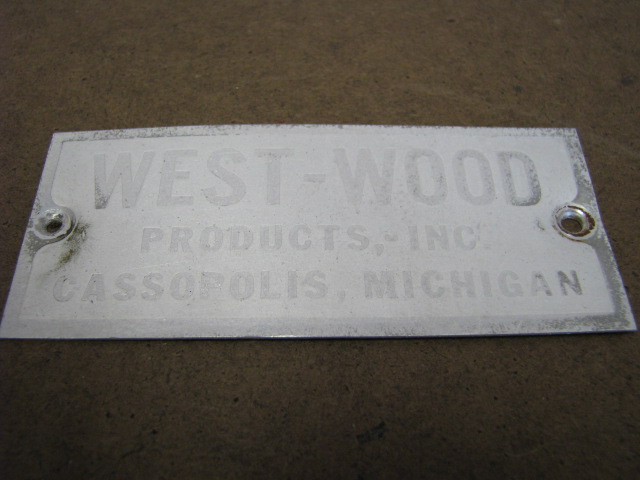 WEST-WOOD
PRODUCTS, INC.
CASSOPOLIS, MICHIGAN